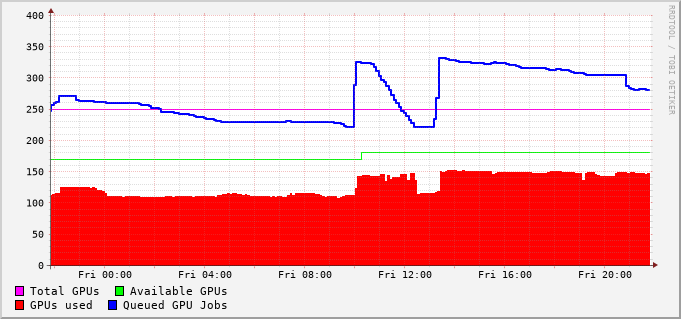 400
350
300
250
200
150
100
50
0
Fri 00:00 Fri 04:00 Fri 08:00 Fri 12:00 Fri 16:00 Fri 20:00
Total GPUs Available GPUs
GPUs used Queued GPU Jobs
RRDTOOL / TOBI OETIKER